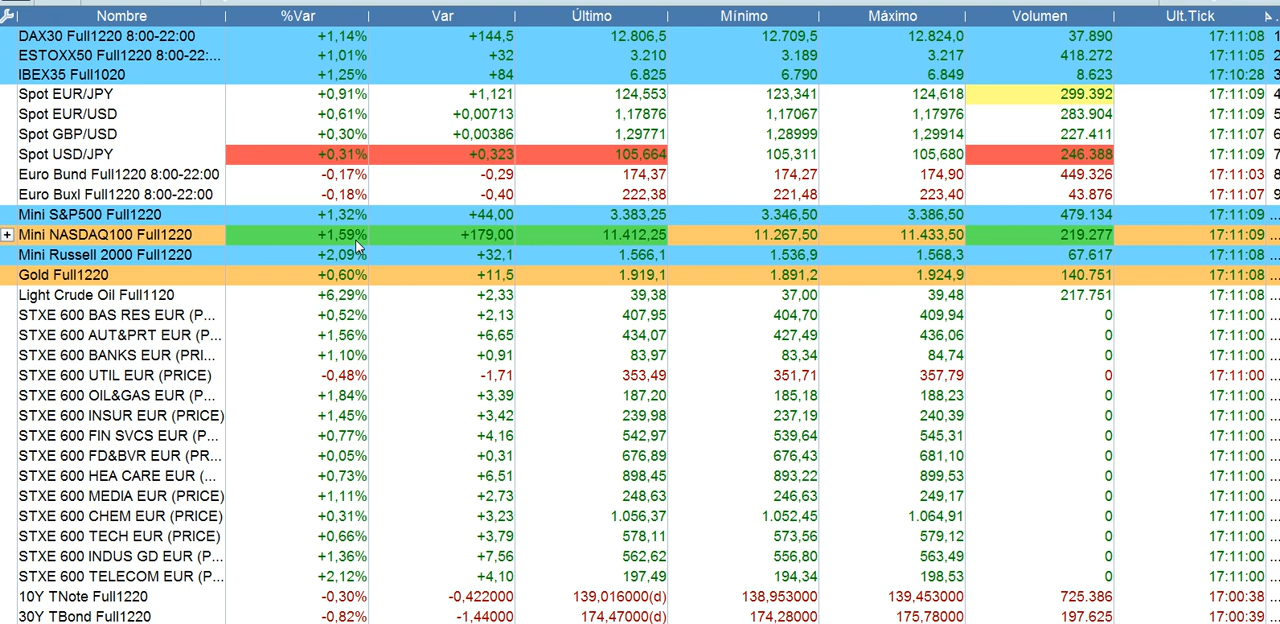 Nombre %Var Var Último Mínimo Máximo Volumen Ult.Tick
DAX30 Full1220 8:00-22:00 +1,14% +144,5 12.806,5 12.709,5 12.824,0 37.890 17:11:08 1
ESTOXX50 Full1220 8:00-22:... +1,01% +32 3.210 3.189 3.217 418.272 17:11:05 2
IBEX35 Full1020 +1,25% +84 6.825 6.790 6.849 8.623 17:10:28 3
Spot EUR/JPY +0,91% +1,121 124,553 123,341 124,618 299.392 17:11:09 4
Spot EUR/USD +0,61% +0,00713 1,17876 1,17067 1,17976 283.904 17:11:09 5
Spot GBP/USD +0,30% +0,00386 1,29771 1,28999 1,29914 227.411 17:11:07 6
Spot USD/JPY +0,31% +0,323 105,664 105,311 105,680 246.388 17:11:09 7
Euro Bund Full1220 8:00-22:00 -0,17% -0,29 174,37 174,27 174,90 449.326 17:11:03 8
Euro Buxl Full1220 8:00-22:00 -0,18% -0,40 222,38 221,48 223,40 43.876 17:11:07 9
Mini S&P500 Full1220 +1,32% +44,00 3.383,25 3.346,50 3.386,50 479.134 17:11:09 ...
Mini NASDAQ100 Full1220 +1,59% +179,00 11.412,25 11.267,50 11.433,50 219.277 17:11:09 ...
Mini Russell 2000 Full1220 +2,09% +32,1 1.566,1 1.536,9 1.568,3 67.617 17:11:08 ...
Gold Full1220 +0,60% +11,5 1.919,1 1.891,2 1.924,9 140.751 17:11:08 ...
Light Crude Oil Full1120 +6,29% +2,33 39,38 37,00 39,48 217.751 17:11:08 ...
STXE 600 BAS RES EUR (P... +0,52% +2,13 407,95 404,70 409,94 0 17:11:00 ...
STXE 600 AUT&PRT EUR (P... +1,56% +6,65 434,07 427,49 436,06 0 17:11:00 ...
STXE 600 BANKS EUR (PRI... +1,10% +0,91 83,97 83,34 84,74 0 17:11:00 ...
STXE 600 UTIL EUR (PRICE) -0,48% -1,71 353,49 351,71 357,79 0 17:11:00 ...
STXE 600 OIL&GAS EUR (P... +1,84% +3,39 187,20 185,18 188,23 0 17:11:00 ...
STXE 600 INSUR EUR (PRICE) +1,45% +3,42 239,98 237,19 240,39 0 17:11:00 ...
STXE 600 FIN SVCS EUR (P... +0,77% +4,16 542,97 539,64 545,31 0 17:11:00 ...
STXE 600 FD&BVR EUR (PR... +0,05% +0,31 676,89 676,43 681,10 0 17:11:00 ...
STXE 600 HEA CARE EUR (... +0,73% +6,51 898,45 893,22 899,53 0 17:11:00 ...
STXE 600 MEDIA EUR (PRICE) +1,11% +2,73 248,63 246,63 249,17 0 17:11:00 ...
STXE 600 CHEM EUR (PRICE) +0,31% +3,23 1.056,37 1.052,45 1.064,91 0 17:11:00 ...
STXE 600 TECH EUR (PRICE) +0,66% +3,79 578,11 573,56 579,12 0 17:11:00 ...
STXE 600 INDUS GD EUR (P... +1,36% +7,56 562,62 556,80 563,49 0 17:11:00 ...
STXE 600 TELECOM EUR (P... +2,12% +4,10 197,49 194,34 198,53 0 17:11:00 ...
10Y TNote Full1220 -0,30% -0,422000 139,016000(d) 138,953000 139,453000 725.386 17:00:38 ...
30Y TBond Full1220 -0,82% -1,44000 174,47000(d) 174,28000 175,78000 197.625 17:00:39 ...